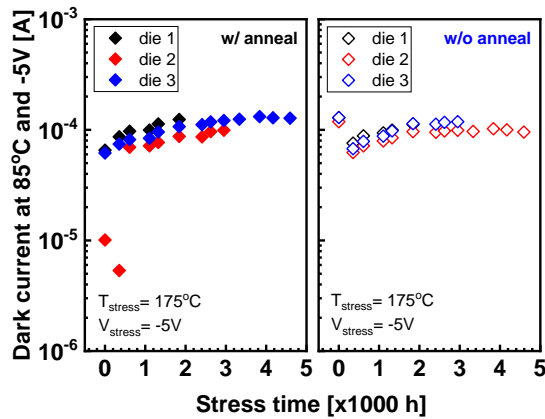 Dark current at 85°C and -5V [A]
10⁻³
10⁻⁴
10⁻⁵
10⁻⁶
die 1
die 2
die 3
w/ anneal
T_stress= 175°C
V_stress= -5V
0 1 2 3 4 5
die 1
die 2
die 3
w/o anneal
T_stress= 175°C
V_stress= -5V
0 1 2 3 4 5
Stress time [x1000 h]